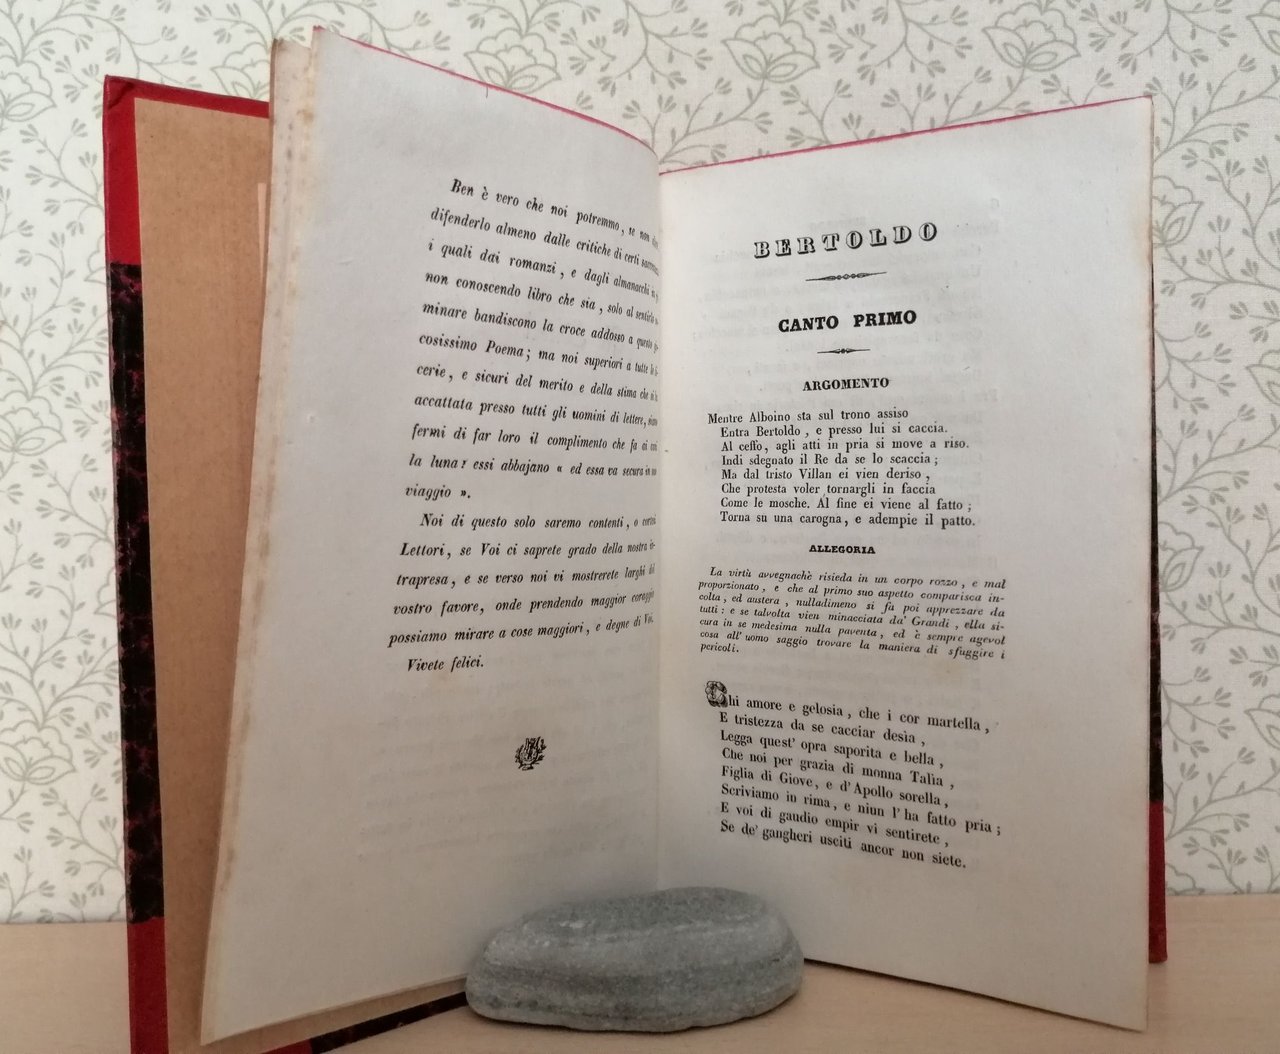 Ben è vero che noi potremmo, se non
difenderlo almeno dalle critiche di certi
i quali dai romanzi, e dagli almanacchi in
non conoscendo libro che sia, solo al sentirlo
minare bandiscono la croce addosso a questo
cosissimo Poema; ma noi superiori a tutte le
cerie, e sicuri del merito e della stima che si è
accattata presso tutti gli uomini di lettere, siamo
fermi di far loro il complimento che fa ai cani
la luna: essi abbajano « ed essa va secura in suo
viaggio ».
Noi di questo solo saremo contenti, o cortesi
Lettori, se Voi ci saprete grado della nostra in-
trapresa, e se verso noi vi mostrerete larghi del
vostro favore, onde prendendo maggior coraggio
possiamo mirare a cose maggiori, e degne di Voi.
Vivete felici.
BERTOLDO
CANTO PRIMO
ARGOMENTO
Mentre Alboino sta sul trono assiso
Entra Bertoldo, e presso lui si caccia.
Al ceffo, agli atti in pria si move a riso.
Indi sdegnato il Re da se lo scaccia;
Ma dal tristo Villan ei vien deriso,
Che protesta voler tornargli in faccia
Come le mosche. Al fine ei viene al fatto;
Torna su una carogna, e adempie il patto.
ALLEGORIA
La virtù avvegnachè risieda in un corpo rozzo, e mal
proporzionato, e che al primo suo aspetto comparisca in-
colta, ed austera, nulladimeno si fa poi apprezzare da
tutti: e se talvolta vien minacciata da' Grandi, ella si-
cura in se medesima nulla paventa, ed è sempre agevol
cosa all' uomo saggio trovare la maniera di sfuggire i
pericoli.
Chi amore e gelosia, che i cor martella,
E tristezza da se cacciar desìa,
Legga quest' opra saporita e bella,
Che noi per grazia di monna Talìa,
Figlia di Giove, e d'Apollo sorella,
Scriviamo in rima, e niun l' ha fatto pria;
E voi di gaudio empir vi sentirete,
Se de' gangheri usciti ancor non siete.